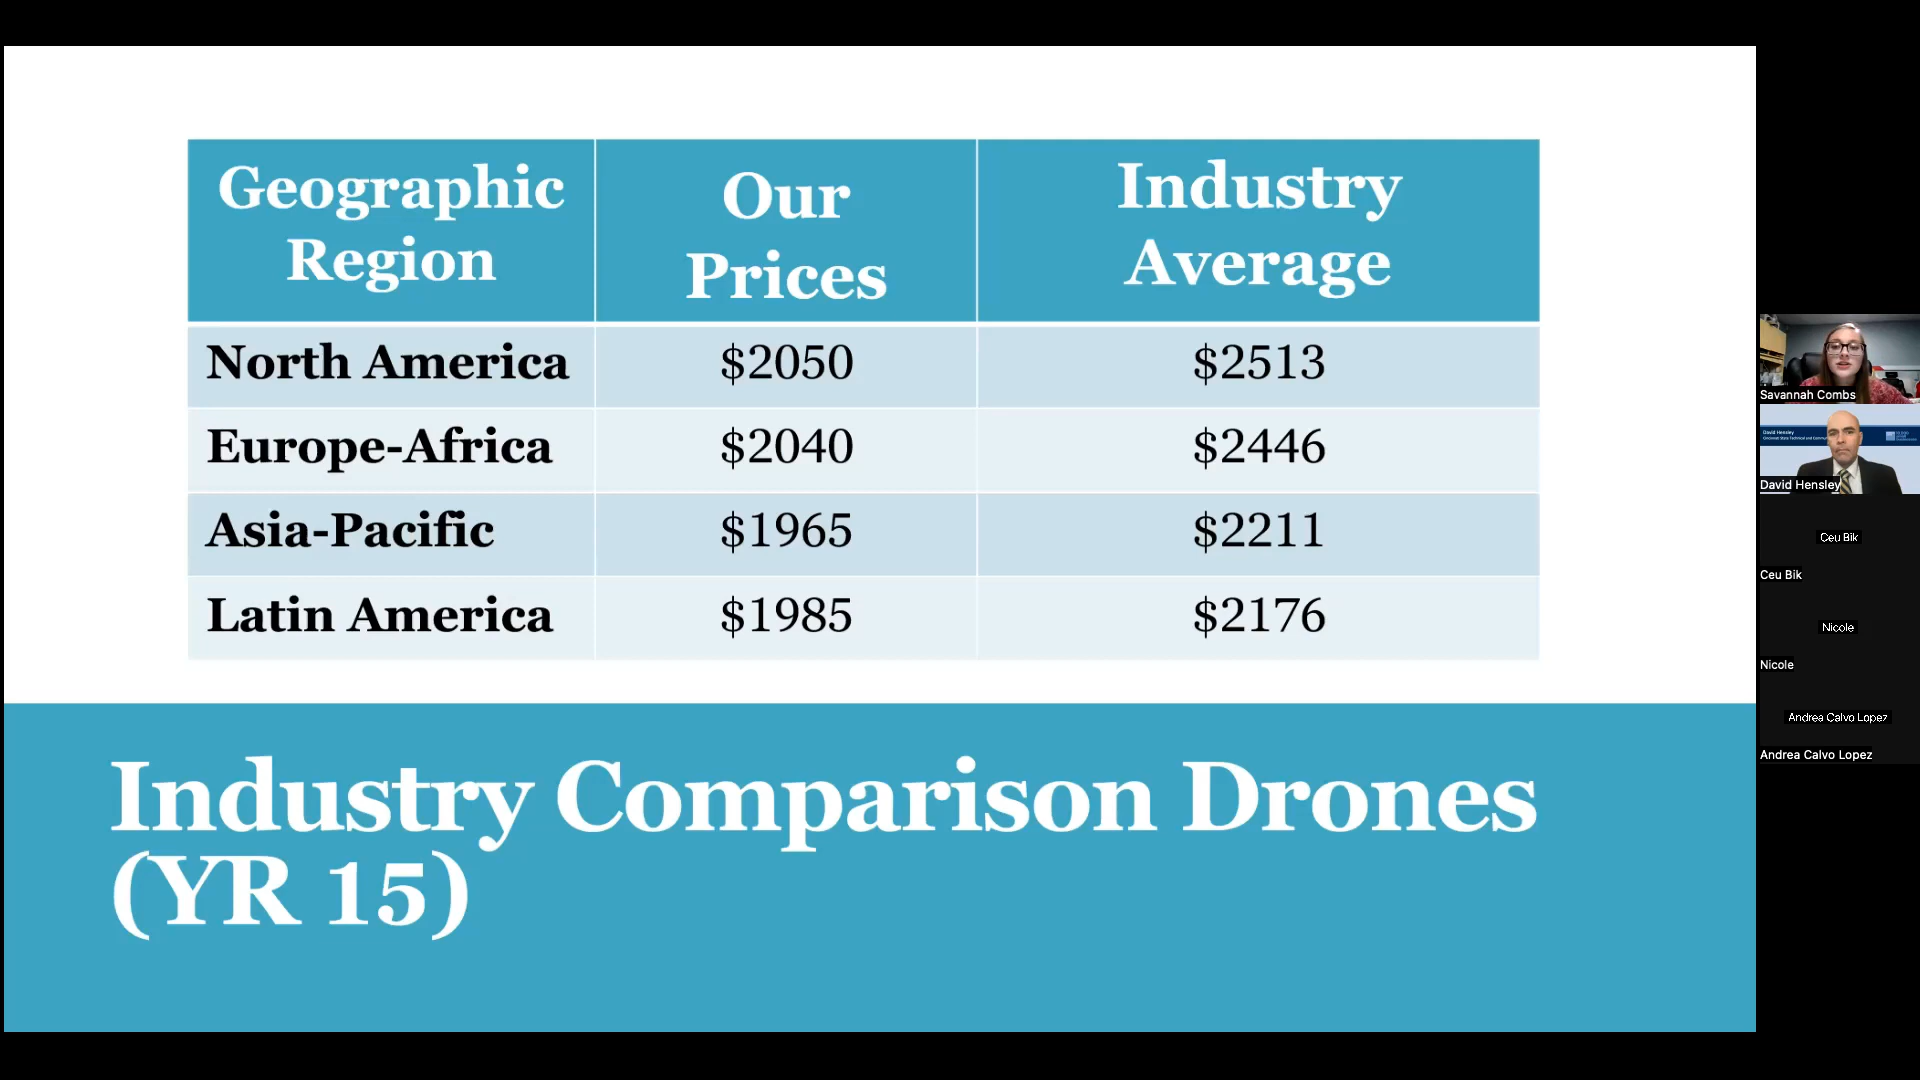 Geographic
Region
Our
Prices
Industry
Average
North America
$2050
$2513
Europe-Africa
$2040
$2446
Asia-Pacific
$1965
$2211
Latin America
$1985
$2176
Industry Comparison Drones
(YR 15)
Savannah Combs
David Hensley
David Hensley
Ceu Bik
Ceu Bik
Nicole
Nicole
Andrea Calvo Lopez
Andrea Calvo Lopez